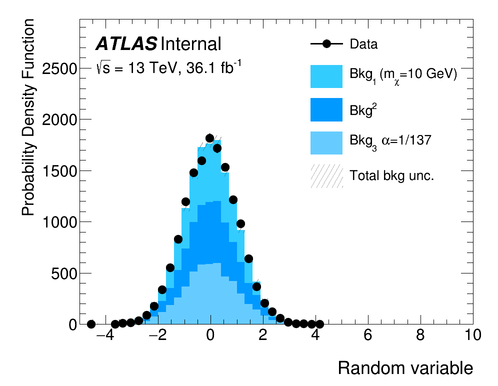 ATLAS Internal
√s = 13 TeV, 36.1 fb⁻¹
Data
Bkg₁ (mᵪ=10 GeV)
Bkg²
Bkg₃ α=1/137
Total bkg unc.
Probability Density Function
2500
2000
1500
1000
500
0
−4 −2 0 2 4 6 8 10
Random variable